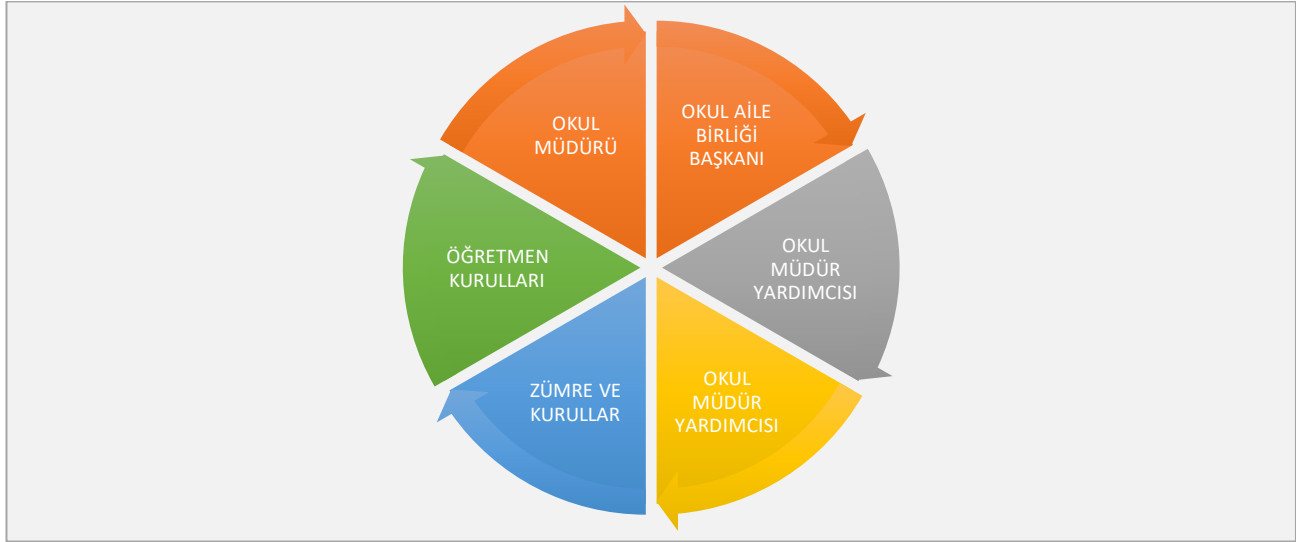 OKUL
MÜDÜRÜ
OKUL AİLE
BİRLİĞİ
BAŞKANI
OKUL
MÜDÜR
YARDIMCISI
OKUL
MÜDÜR
YARDIMCISI
ZÜMRE VE
KURULLAR
ÖĞRETMEN
KURULLARI